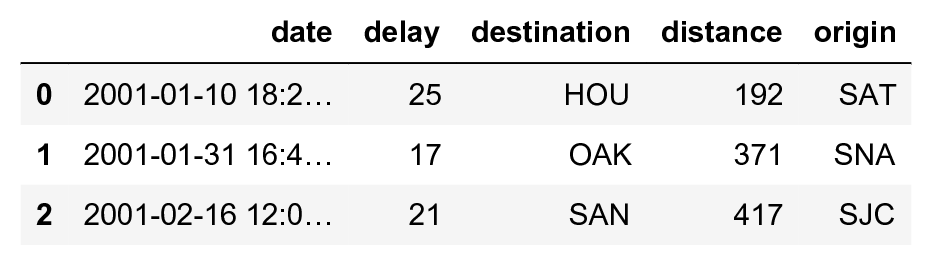 date delay destination distance origin
0 2001-01-10 18:2… 25 HOU 192 SAT
1 2001-01-31 16:4… 17 OAK 371 SNA
2 2001-02-16 12:0… 21 SAN 417 SJC